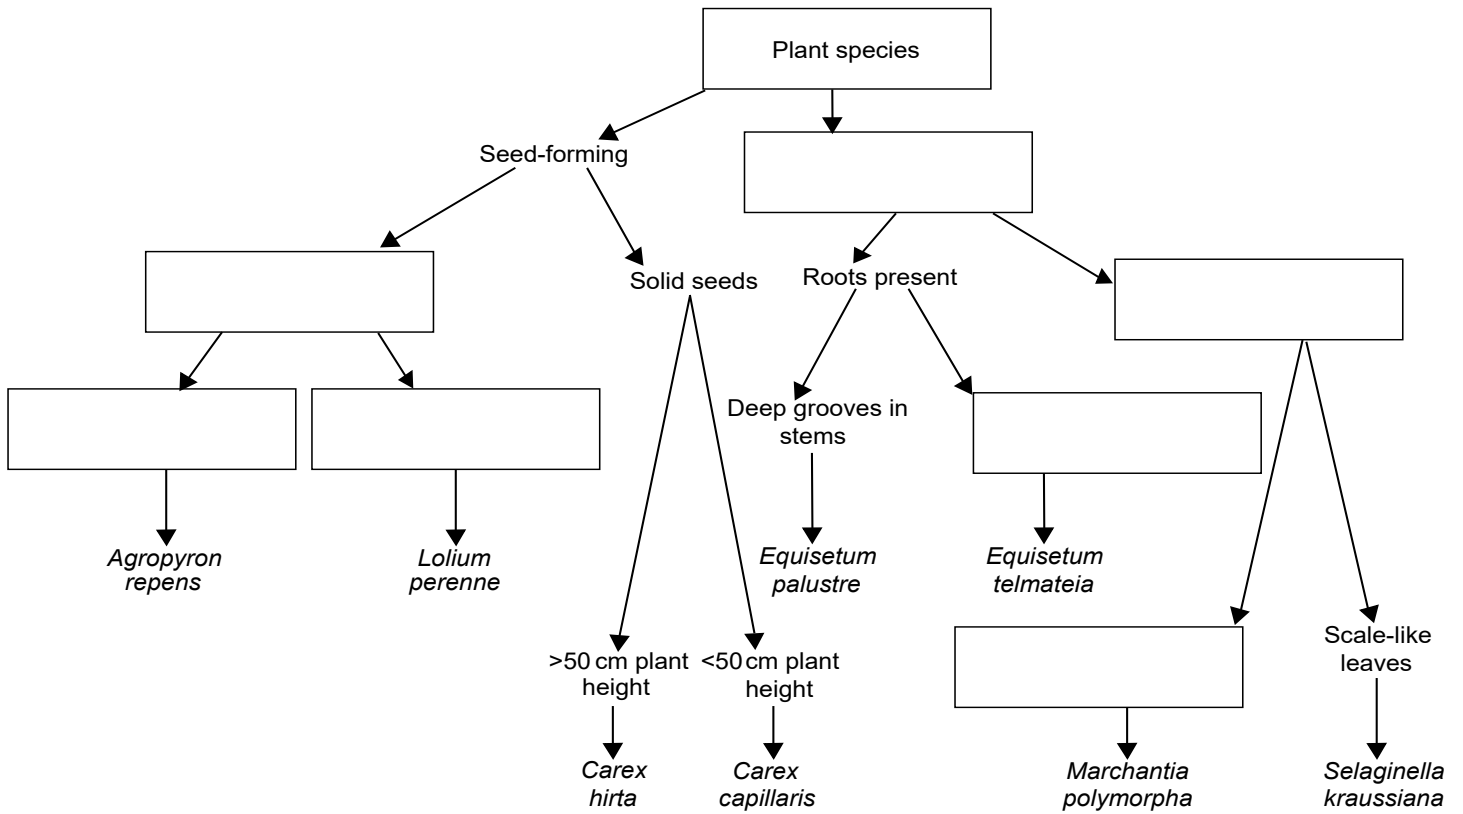 Plant species
Seed-forming
Solid seeds
Roots present
Deep grooves in
stems
Agropyron
repens
Lolium
perenne
Equisetum
palustre
Equisetum
telmateia
>50 cm plant
height
<50 cm plant
height
Scale-like
leaves
Carex
hirta
Carex
capillaris
Marchantia
polymorpha
Selaginella
kraussiana